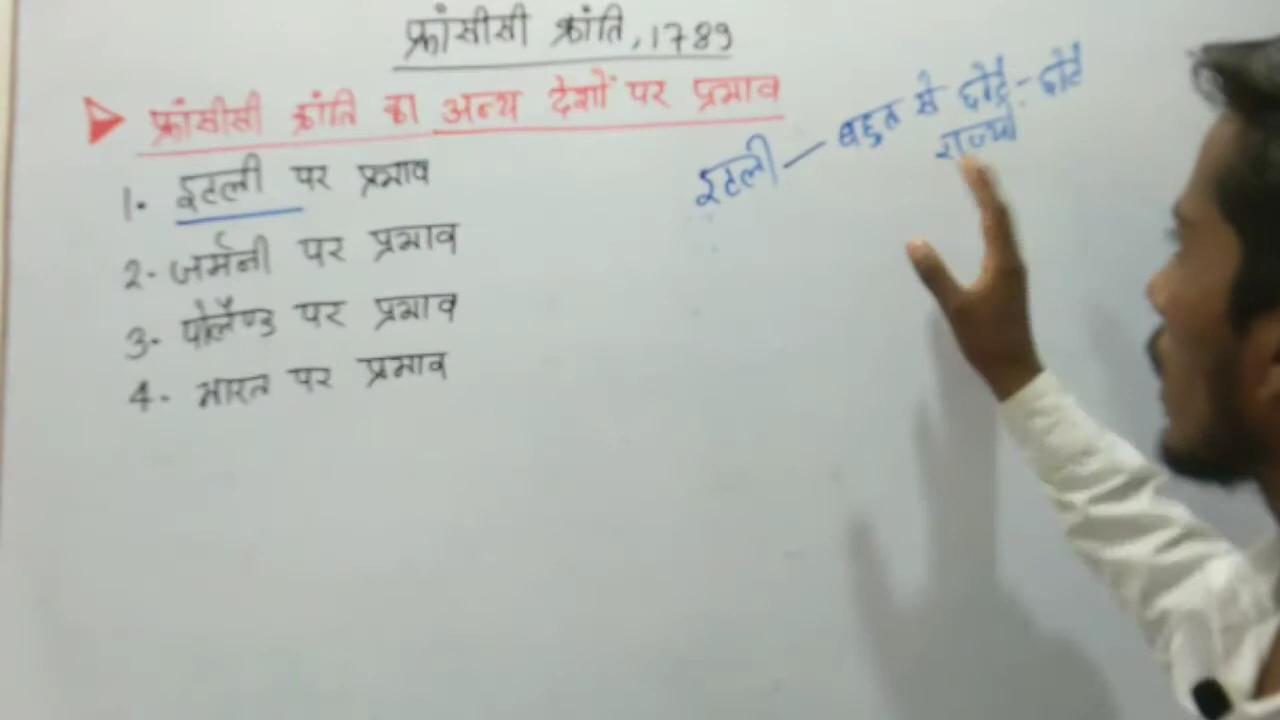 फ्रांसीसी क्रांति, 1789
फ्रांसीसी क्रांति का अन्य देशों पर प्रभाव
1. इटली पर प्रभाव
2. जर्मनी पर प्रभाव
3. पोलैण्ड पर प्रभाव
4. भारत पर प्रभाव
इटली — बहुत से छोटे-छोटे
राज्यों